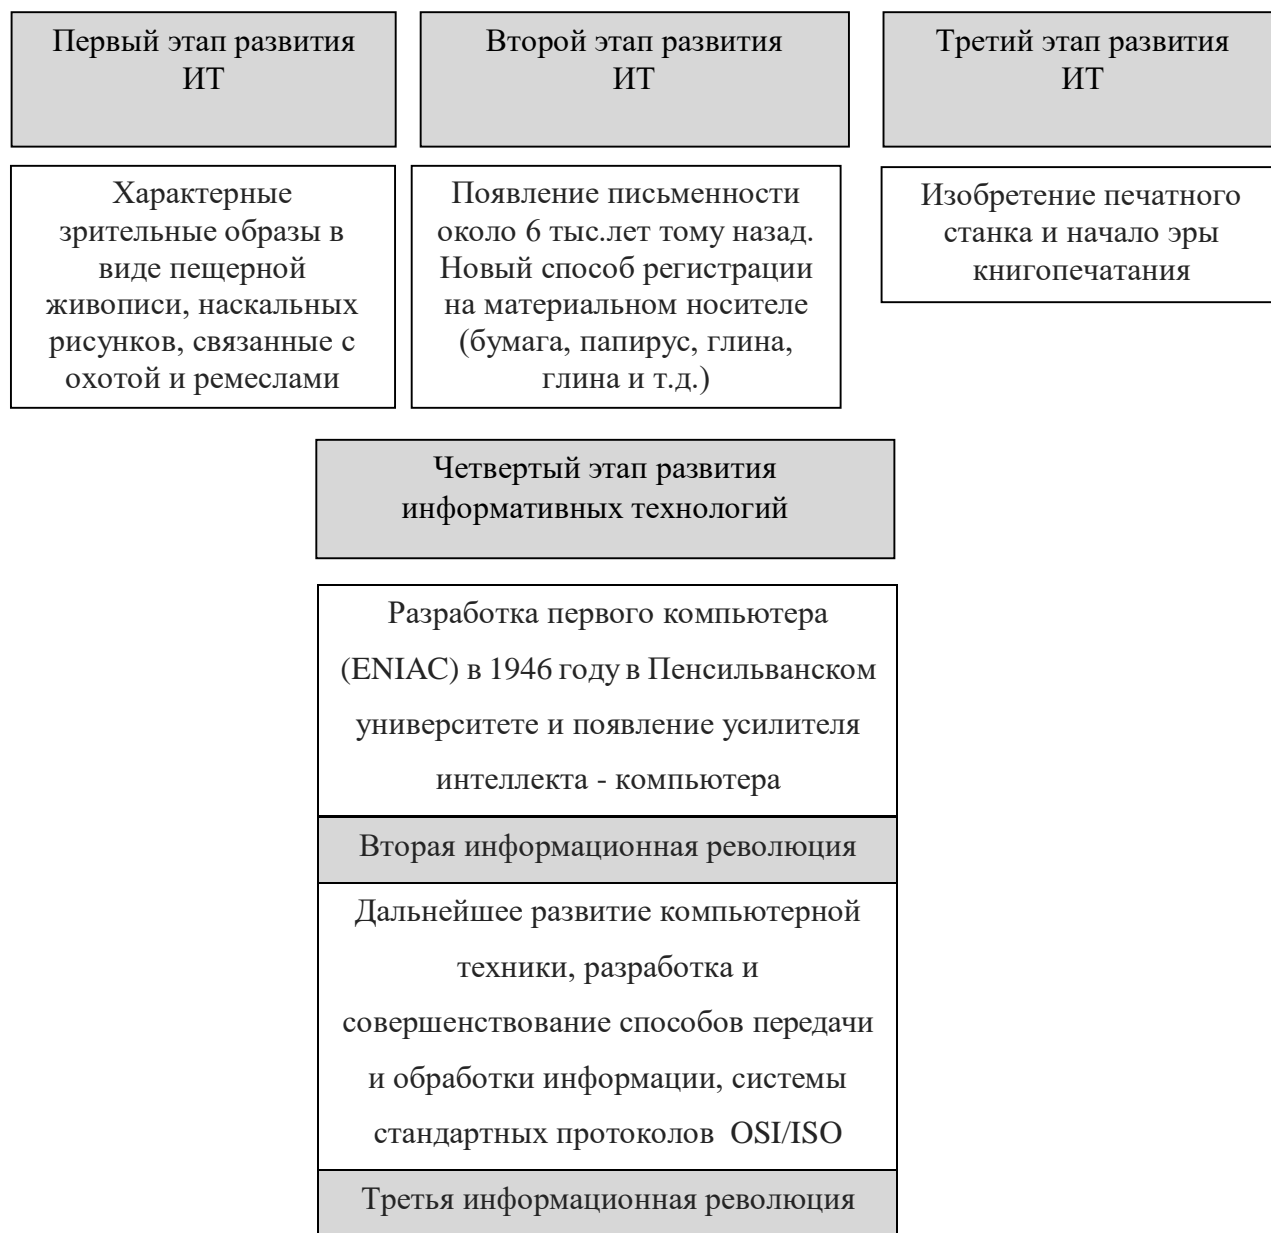 Первый этап развития
ИТ
Второй этап развития
ИТ
Третий этап развития
ИТ
Характерные
зрительные образы в
виде пещерной
живописи, наскальных
рисунков, связанные с
охотой и ремеслами
Появление письменности
около 6 тыс.лет тому назад.
Новый способ регистрации
на материальном носителе
(бумага, папирус, глина,
глина и т.д.)
Изобретение печатного
станка и начало эры
книгопечатания
Четвертый этап развития
информативных технологий
Разработка первого компьютера
(ENIAC) в 1946 году в Пенсильванском
университете и появление усилителя
интеллекта - компьютера
Вторая информационная революция
Дальнейшее развитие компьютерной
техники, разработка и
совершенствование способов передачи
и обработки информации, системы
стандартных протоколов OSI/ISO
Третья информационная революция